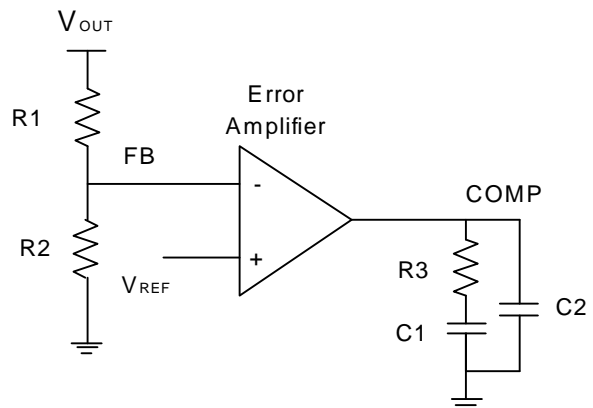 VOUT
R1
Error
Amplifier
FB
-
COMP
R2
+
VREF
R3
C1
C2